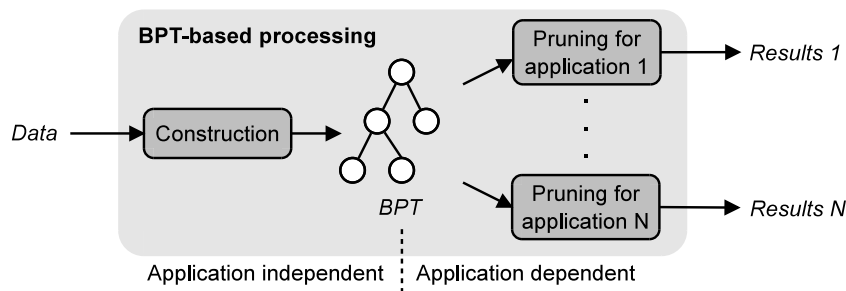 BPT-based processing
Pruning for
application 1
Results 1
Data
Construction
BPT
Pruning for
application N
Results N
Application independent
Application dependent